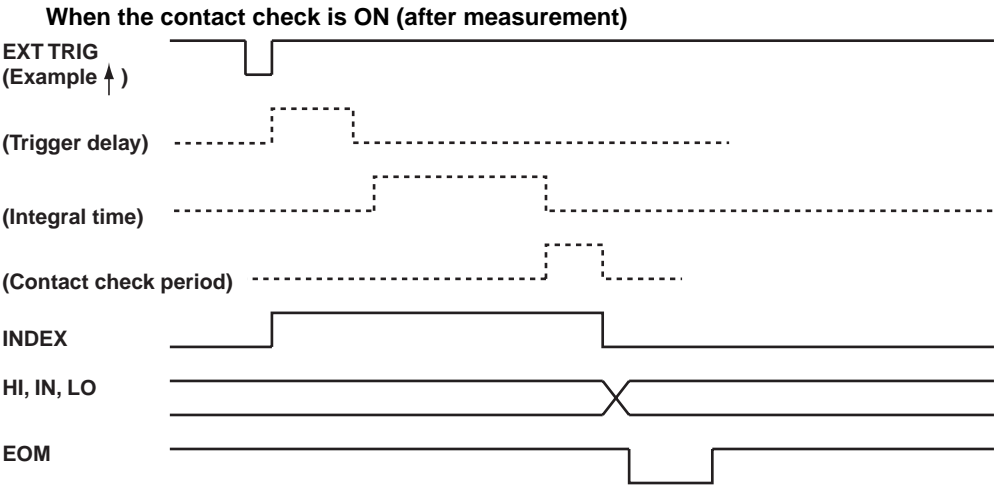 When the contact check is ON (after measurement)
EXT TRIG
(Example )
(Trigger delay)
(Integral time)
(Contact check period)
INDEX
HI, IN, LO
EOM